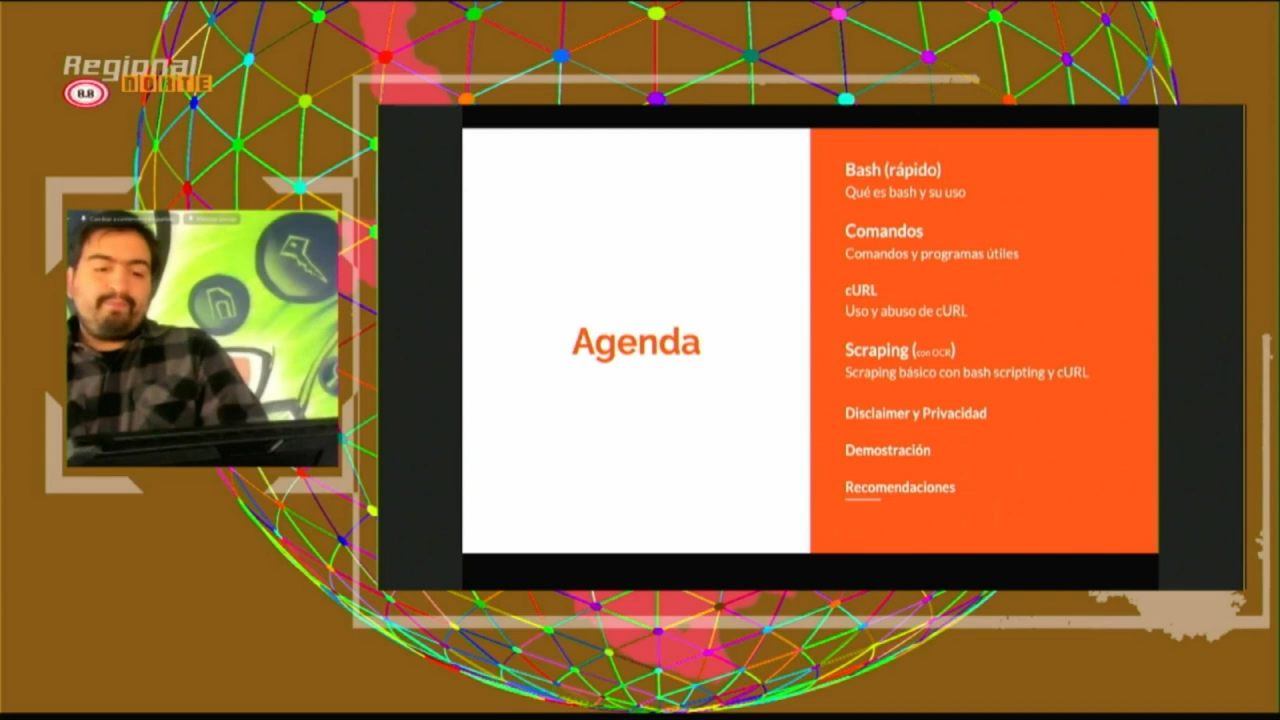 Regional
NORTE
8.8
Agenda
Bash (rápido)
Qué es bash y su uso
Comandos
Comandos y programas útiles
cURL
Uso y abuso de cURL
Scraping (con OCR)
Scraping básico con bash scripting y cURL
Disclaimer y Privacidad
Demostración
Recomendaciones